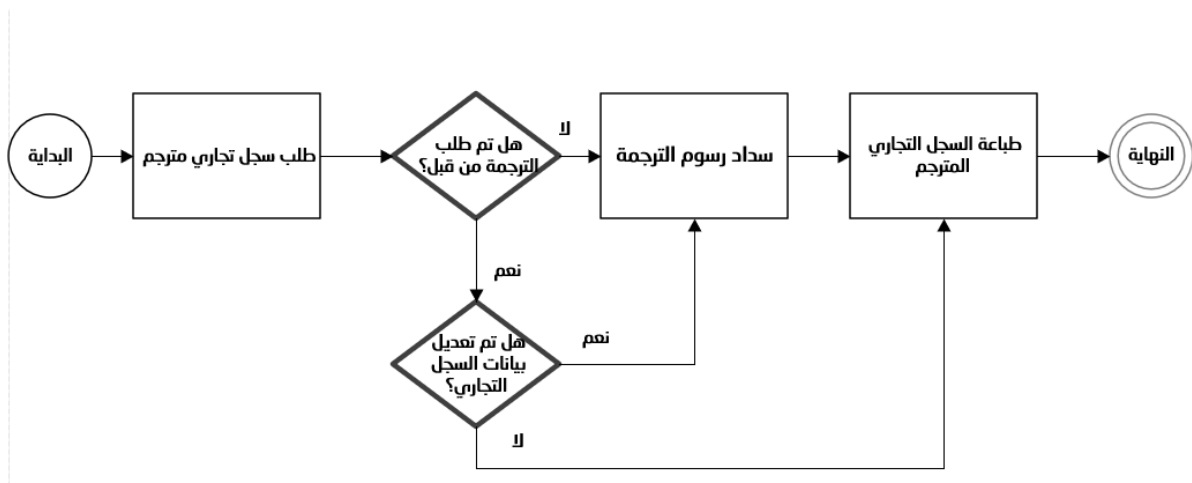 البداية
طلب سجل تجاري مترجم
هل تم طلب
الترجمة من قبل؟
لا
سداد رسوم الترجمة
طباعة السجل التجاري
المترجم
النهاية
نعم
هل تم تعديل
بيانات السجل
التجاري؟
نعم
لا